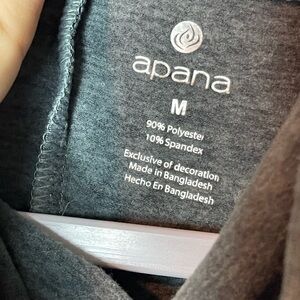 apana
M
90% Polyester
10% Spandex
Exclusive of decoration
Made in Bangladesh
Hecho En Bangladesh